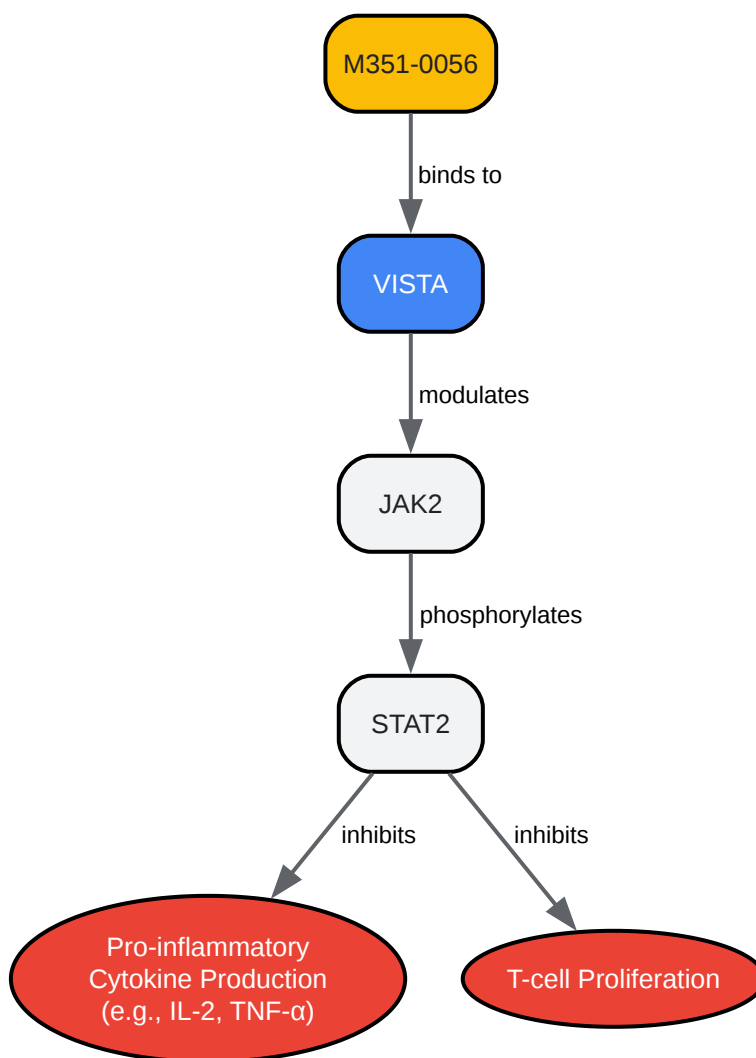 M351-0056
binds to
VISTA
modulates
JAK2
phosphorylates
STAT2
inhibits
inhibits
Pro-inflammatory
Cytokine Production
(e.g., IL-2, TNF-α)
T-cell Proliferation